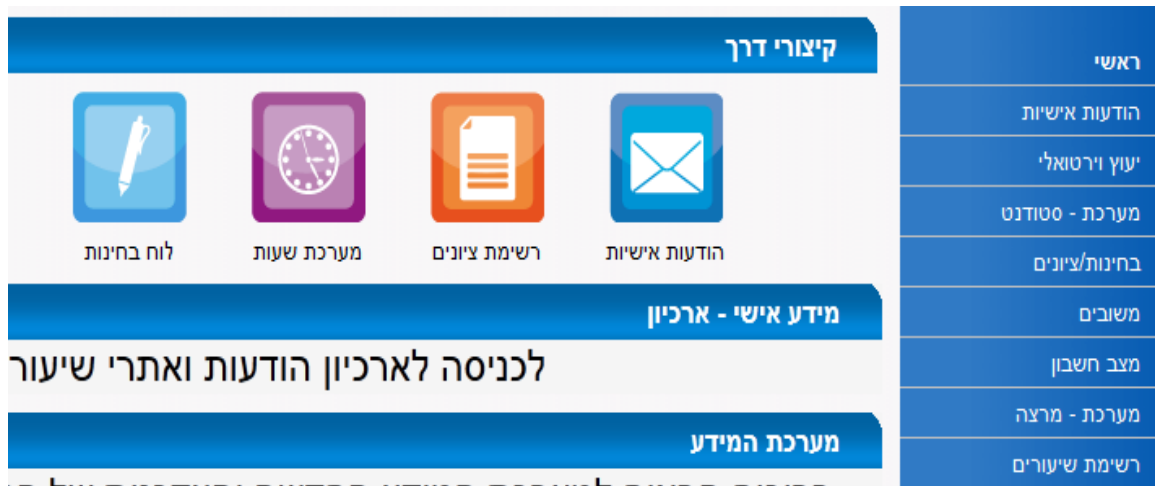 ראשי
הודעות אישיות
יעוץ וירטואלי
מערכת - סטודנט
בחינות/ציונים
משובים
מצב חשבון
מערכת - מרצה
רשימת שיעורים
קיצורי דרך
הודעות אישיות
רשימת ציונים
מערכת שעות
לוח בחינות
מידע אישי - ארכיון
לכניסה לארכיון הודעות ואתרי שיעור
מערכת המידע